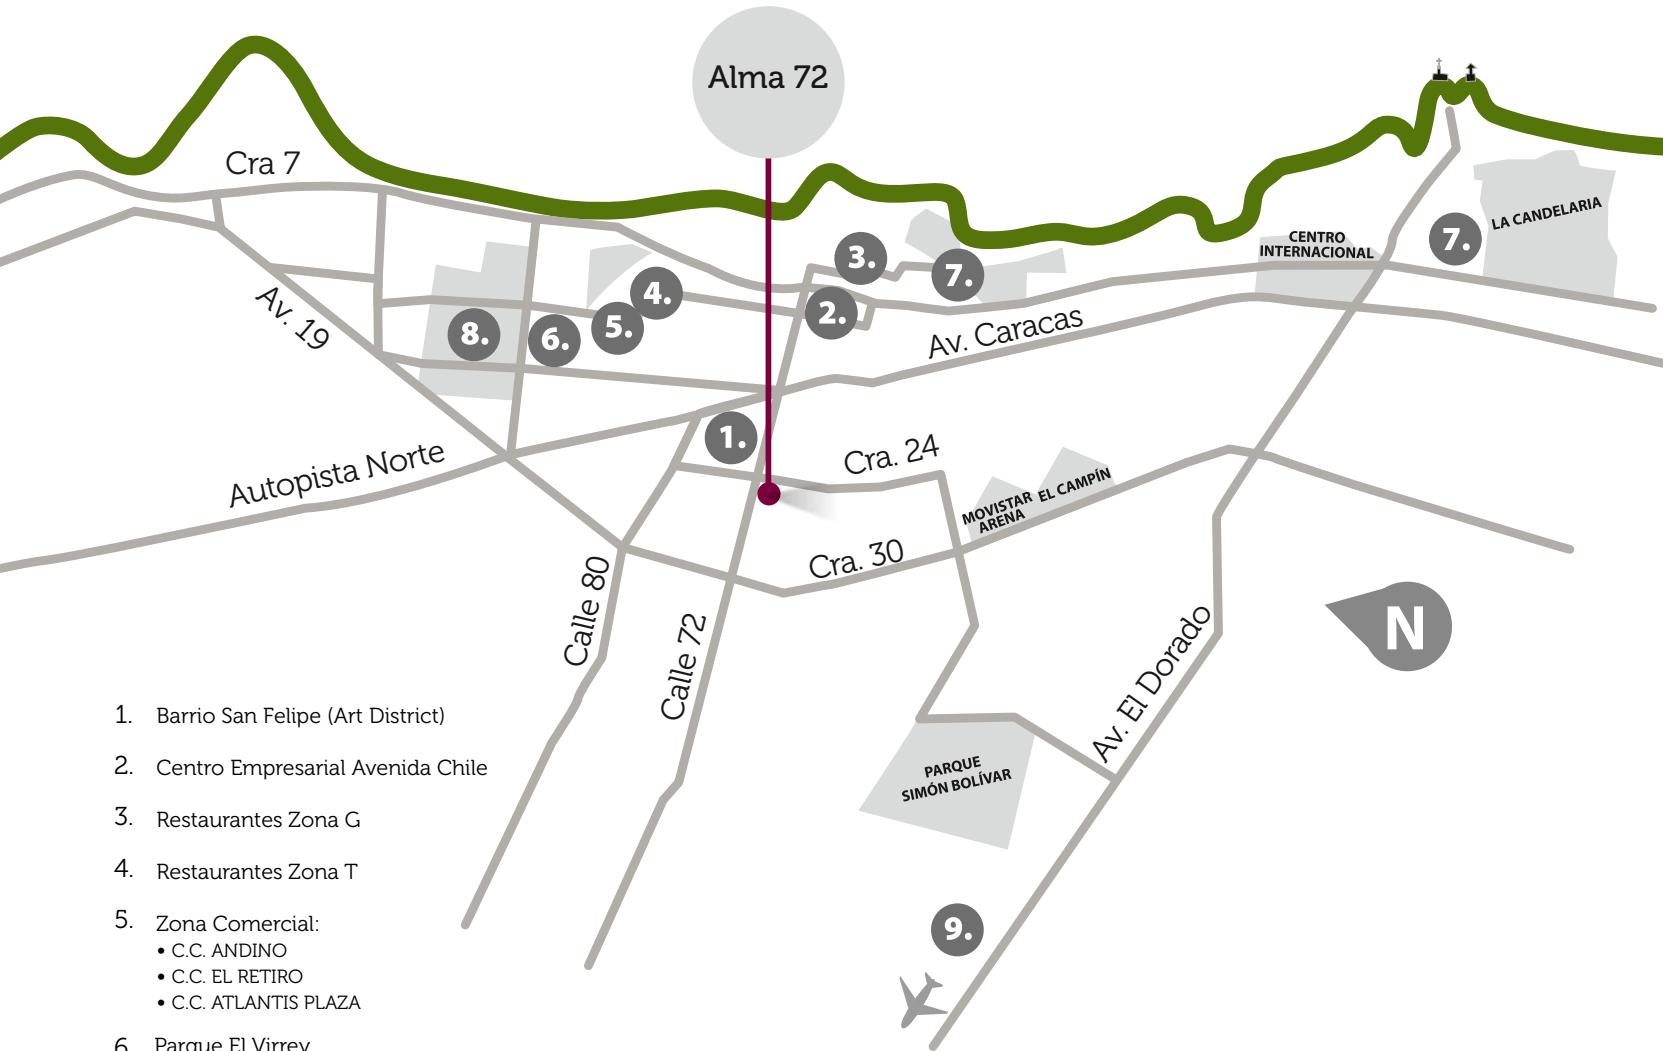 Alma 72
Cra 7
LA CANDELARIA
7.
CENTRO
INTERNACIONAL
3.
7.
4.
2.
5.
8.
6.
Av. 19
Av. Caracas
1.
Cra. 24
Autopista Norte
MOVISTAR
ARENA
EL CAMPÍN
Cra. 30
Calle 80
Calle 72
N
Av. El Dorado
PARQUE
SIMÓN BOLÍVAR
9.
1. Barrio San Felipe (Art District)
2. Centro Empresarial Avenida Chile
3. Restaurantes Zona G
4. Restaurantes Zona T
5. Zona Comercial:
• C.C. ANDINO
• C.C. EL RETIRO
• C.C. ATLANTIS PLAZA
6. Parque El Virrey